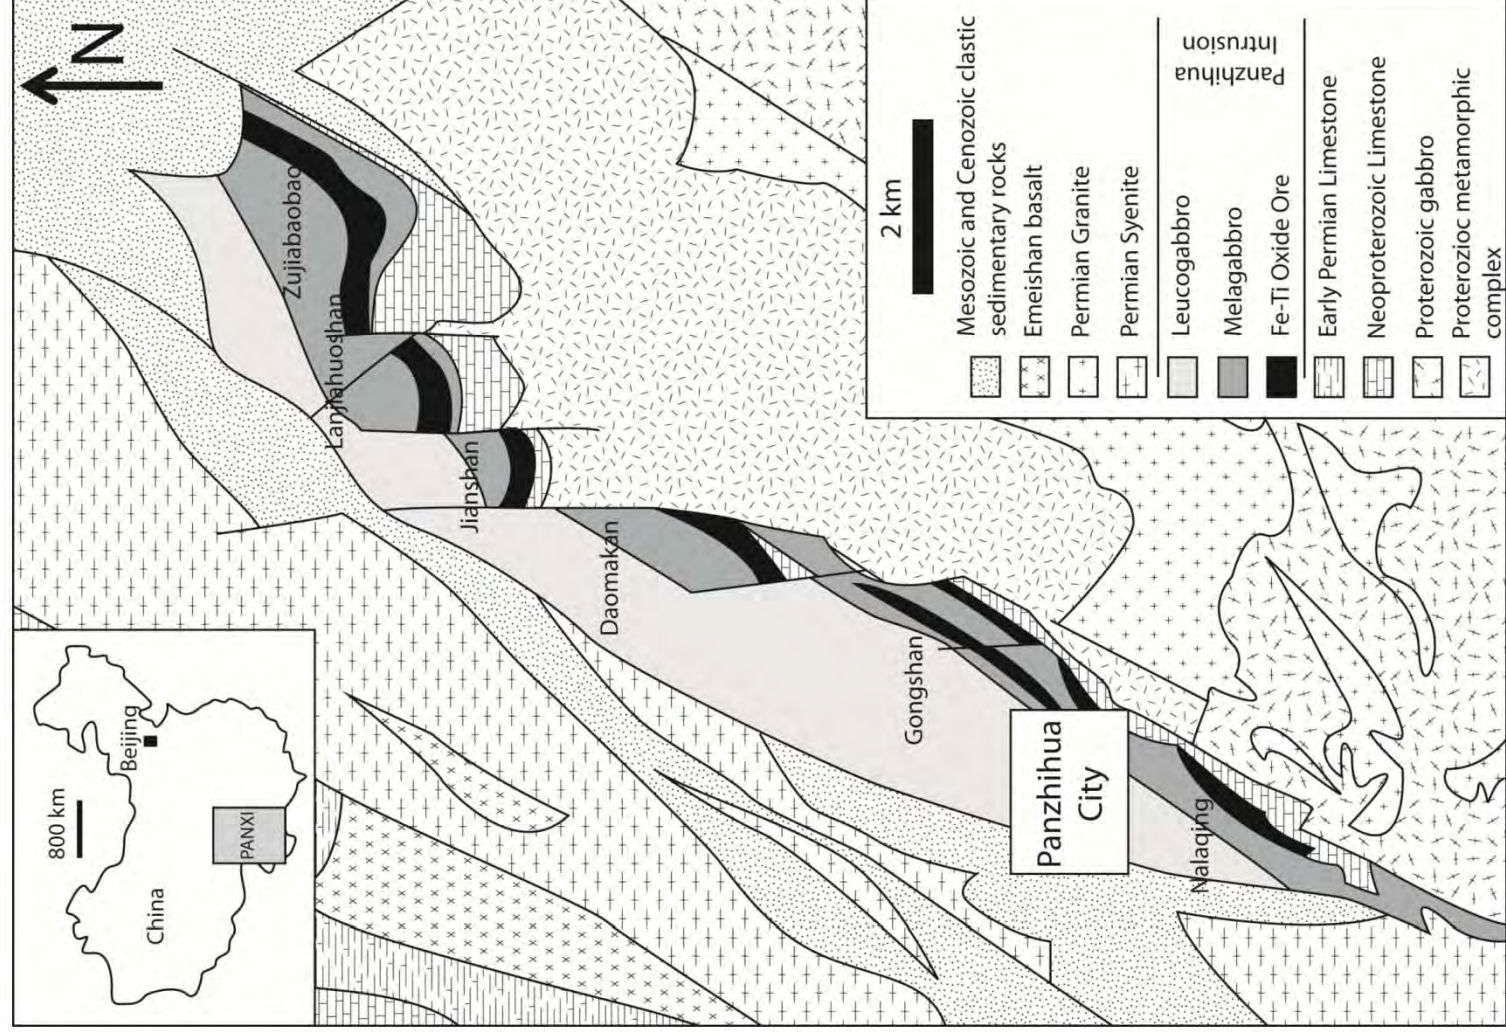 N
Zujiabaobao
Lanjiahuoshan
Jianshan
Daomakan
Gongshan
Panzhihua
City
Nalaqing
800 km
Beijing
China
PANXI
2 km
Mesozoic and Cenozoic clastic
sedimentary rocks
Emeishan basalt
Permian Granite
Permian Syenite
Leucogabbro
Melagabbro
Fe-Ti Oxide Ore
Panzhihua
Intrusion
Early Permian Limestone
Neoproterozoic Limestone
Proterozoic gabbro
Proterozioc metamorphic
complex